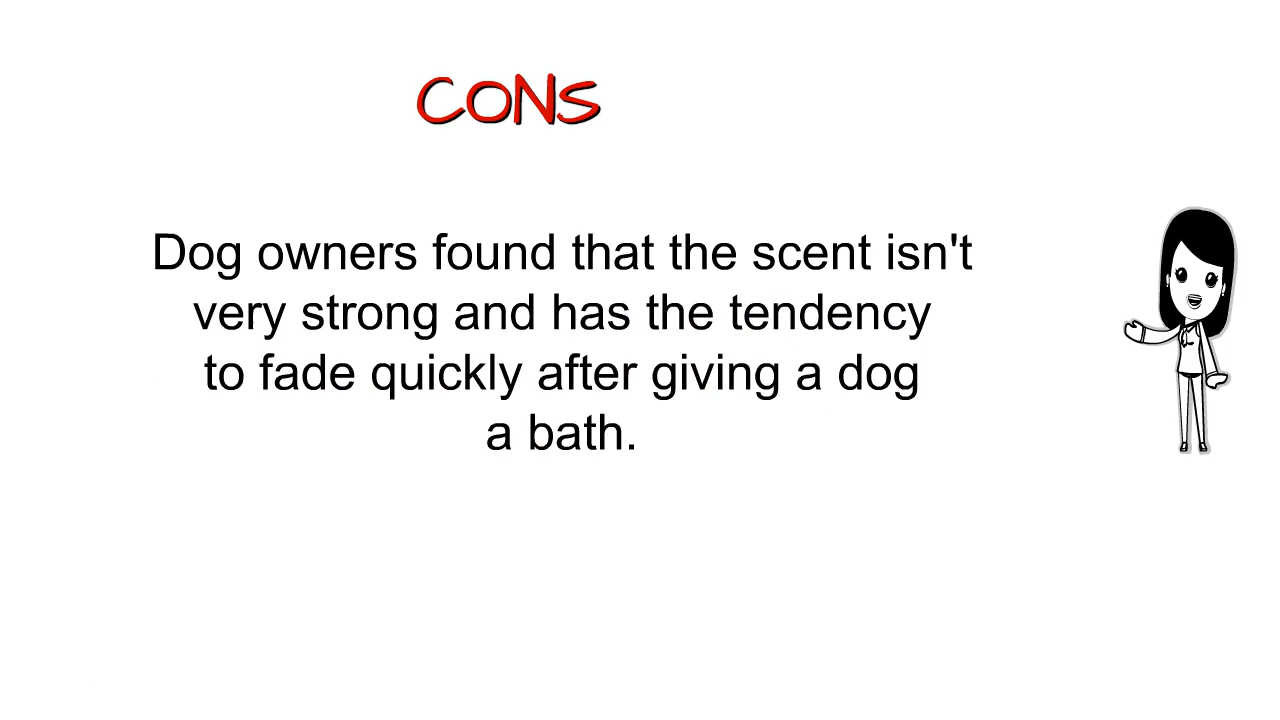 CONS
Dog owners found that the scent isn't
very strong and has the tendency
to fade quickly after giving a dog
a bath.